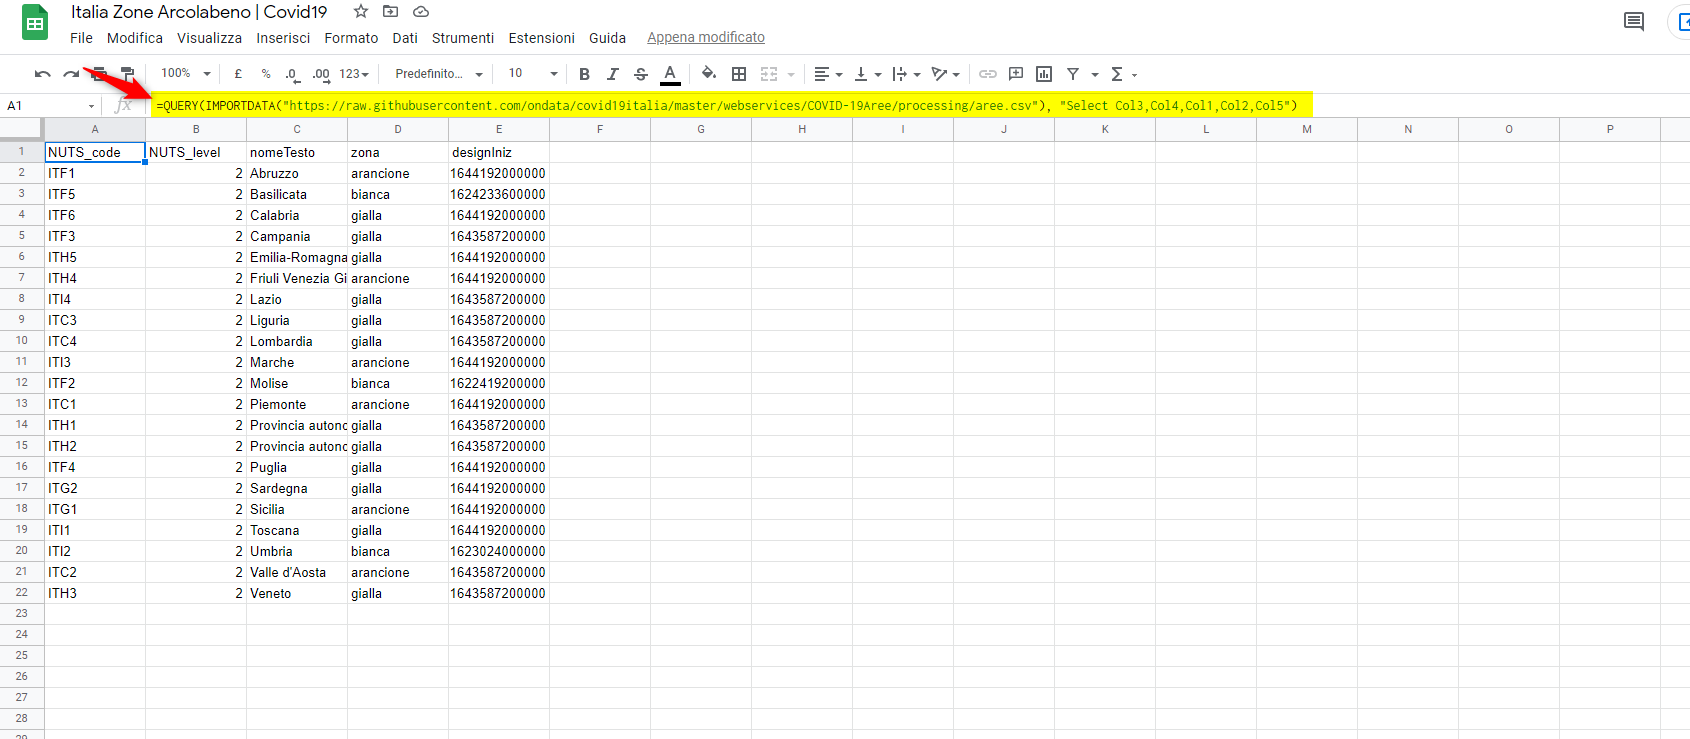 Italia Zone Arcolabeno | Covid19
File Modifica Visualizza Inserisci Formato Dati Strumenti Estensioni Guida Appena modificato
100% £ % .0 .00 123 Predefinito... 10 B I S A
A1 fx =QUERY(IMPORTDATA("https://raw.githubusercontent.com/ondata/covid19italia/master/webservices/COVID-19Aree/processing/aree.csv"), "Select Col3,Col4,Col1,Col2,Col5")
A B C D E F G H I J K L M N O P
1 NUTS_code NUTS_level nomeTesto zona designIniz
2 ITF1 2 Abruzzo arancione 1644192000000
3 ITF5 2 Basilicata bianca 1624233600000
4 ITF6 2 Calabria gialla 1644192000000
5 ITF3 2 Campania gialla 1643587200000
6 ITH5 2 Emilia-Romagna gialla 1644192000000
7 ITH4 2 Friuli Venezia Gi arancione 1644192000000
8 ITI4 2 Lazio gialla 1643587200000
9 ITC3 2 Liguria gialla 1643587200000
10 ITC4 2 Lombardia gialla 1643587200000
11 ITI3 2 Marche arancione 1644192000000
12 ITF2 2 Molise bianca 1622419200000
13 ITC1 2 Piemonte arancione 1644192000000
14 ITH1 2 Provincia autonc gialla 1643587200000
15 ITH2 2 Provincia autonc gialla 1643587200000
16 ITF4 2 Puglia gialla 1644192000000
17 ITG2 2 Sardegna gialla 1644192000000
18 ITG1 2 Sicilia arancione 1644192000000
19 ITI1 2 Toscana gialla 1644192000000
20 ITI2 2 Umbria bianca 1623024000000
21 ITC2 2 Valle d'Aosta arancione 1643587200000
22 ITH3 2 Veneto gialla 1643587200000
23
24
25
26
27
28
29